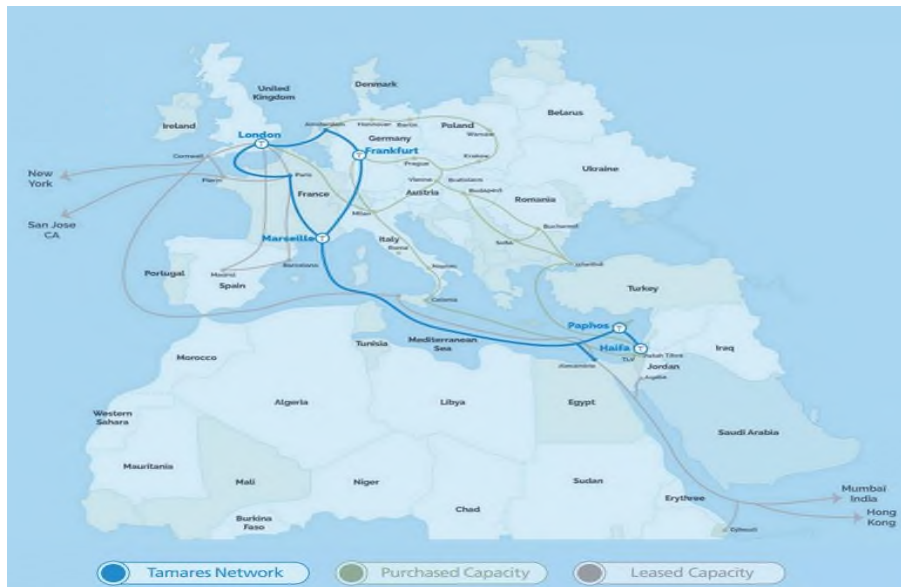 Denmark
United
Kingdom
Ireland
Belarus
Amsterdam
Hannover
Berlin
Poland
London
Germany
Warsaw
Cornwall
Frankfurt
Prague
Krakow
Ukraine
New
York
Paris
Vienna
Bratislava
France
Austria
Budapest
Romania
San Jose
CA
Milan
Bucharest
Marseille
Italy
Sofia
Rome
Barcelona
Istanbul
Portugal
Madrid
Spain
Turkey
Catania
Paphos
Tunisia
Mediterranean
Sea
Haifa
Iraq
TLV
Petah Tikva
Morocco
Jordan
Aqaba
Algeria
Libya
Egypt
Western
Sahara
Saudi Arabia
Mauritania
Mali
Niger
Sudan
Erythree
Mumbai
India
Chad
Hong
Kong
Burkina
Faso
Djibouti
Tamares Network
Purchased Capacity
Leased Capacity